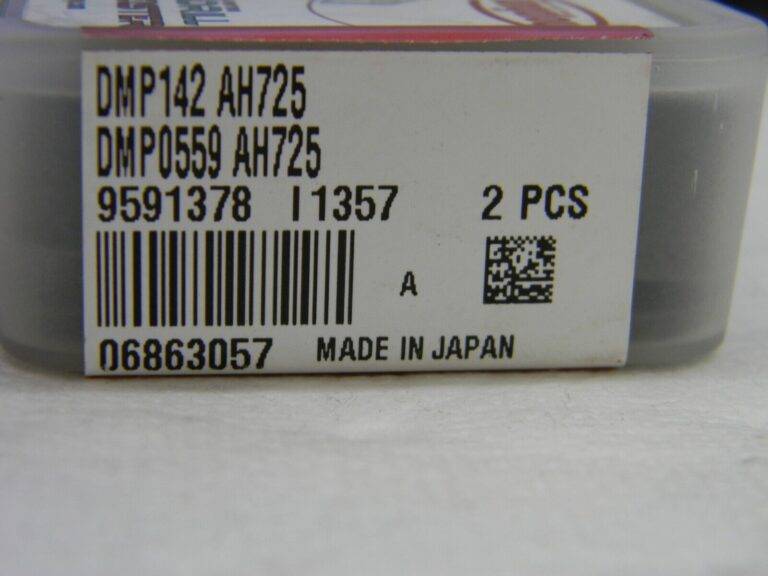 DMP142 AH725
DMP0559 AH725
9591378 I1357 2 PCS
A
06863057 MADE IN JAPAN